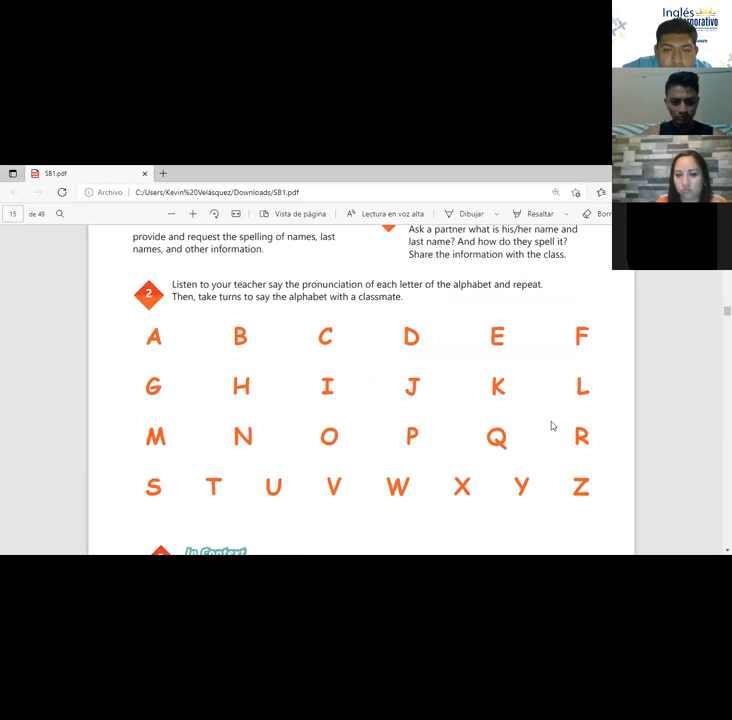 Inglés
SB1.pdf
Archivo C:/Users/Kevin%20Velásquez/Downloads/SB1.pdf
15 de 49 Vista de página Lectura en voz alta Dibujar Resaltar
provide and request the spelling of names, last
names, and other information.
Ask a partner what is his/her name and
last name? And how do they spell it?
Share the information with the class.
2 Listen to your teacher say the pronunciation of each letter of the alphabet and repeat.
Then, take turns to say the alphabet with a classmate.
A B C D E F
G H I J K L
M N O P Q R
S T U V W X Y Z
In Context